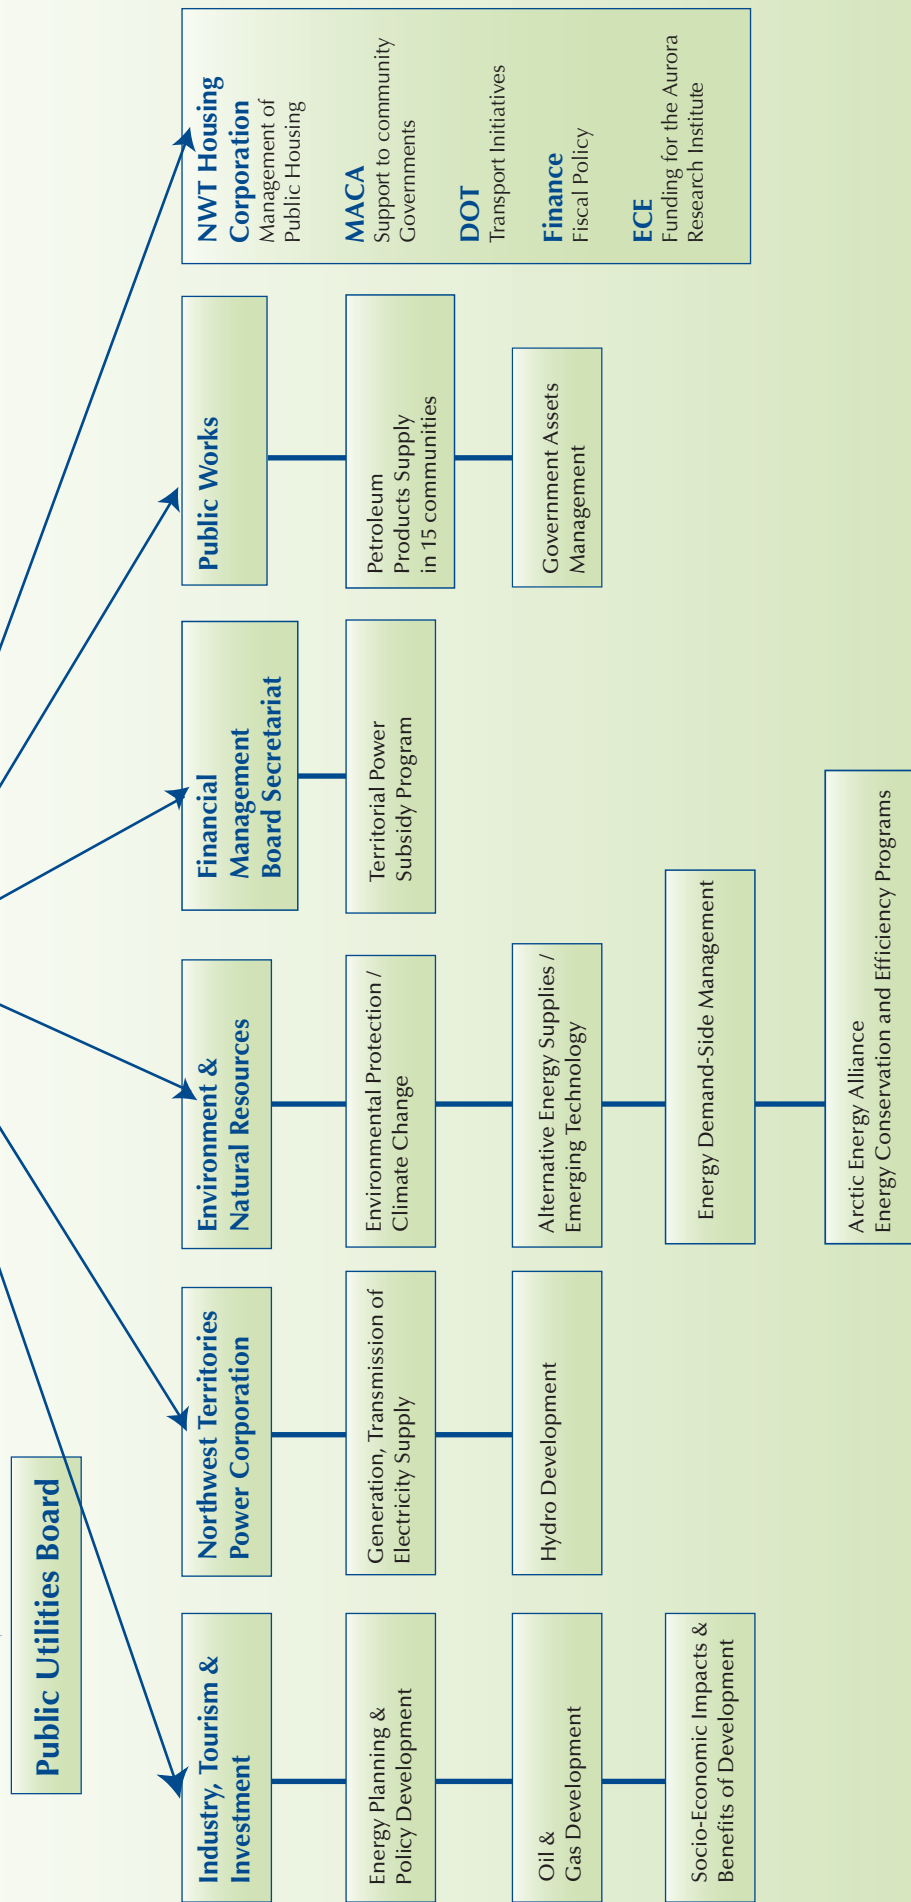 Public Utilities Board
Industry, Tourism &
Investment
Energy Planning &
Policy Development
Oil &
Gas Development
Socio-Economic Impacts &
Benefits of Development
Northwest Territories
Power Corporation
Generation, Transmission of
Electricity Supply
Hydro Development
Environment &
Natural Resources
Environmental Protection /
Climate Change
Alternative Energy Supplies /
Emerging Technology
Energy Demand-Side Management
Arctic Energy Alliance
Energy Conservation and Efficiency Programs
Financial
Management
Board Secretariat
Territorial Power
Subsidy Program
Public Works
Petroleum
Products Supply
in 15 communities
Government Assets
Management
NWT Housing
Corporation
Management of
Public Housing
MACA
Support to community
Governments
DOT
Transport Initiatives
Finance
Fiscal Policy
ECE
Funding for the Aurora
Research Institute